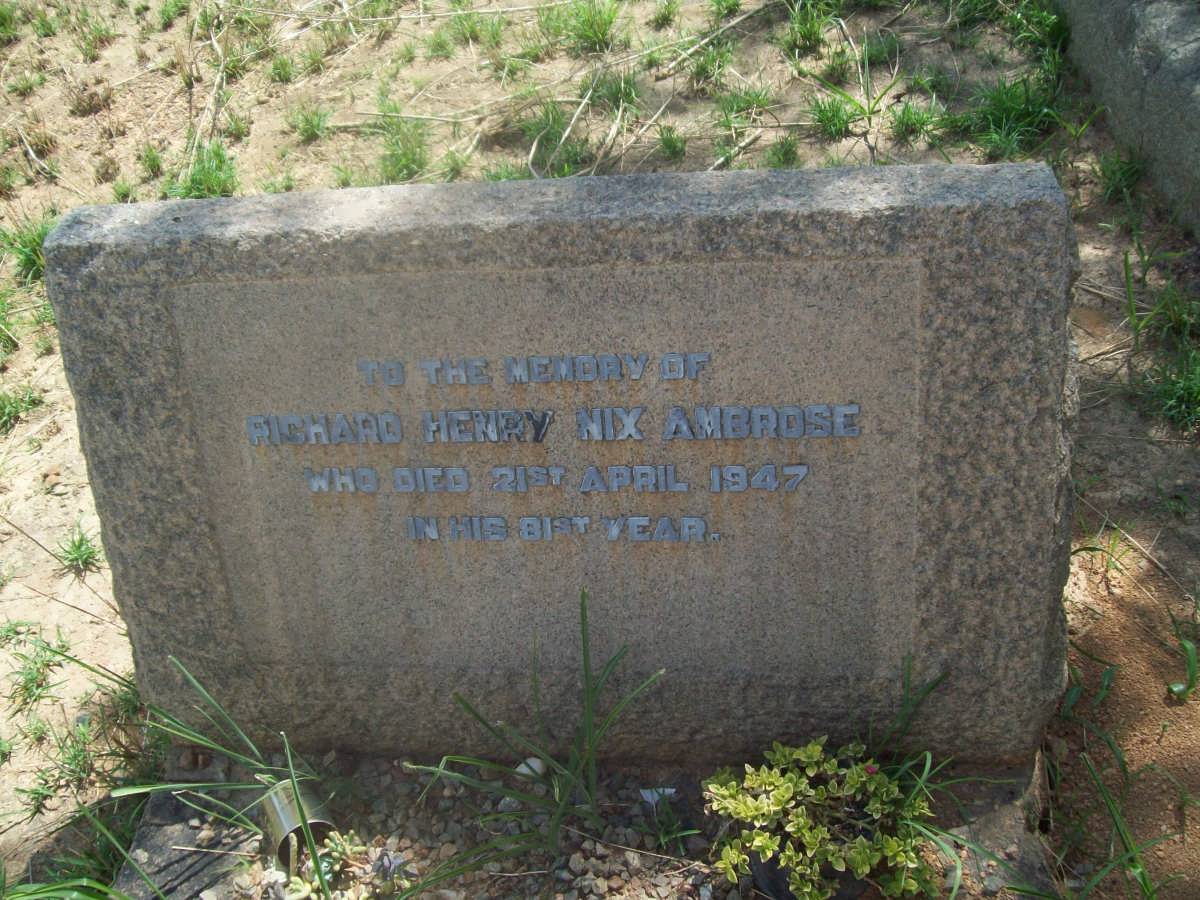 TO THE MEMORY OF
RICHARD HENRY NIX AMBROSE
WHO DIED 21ST APRIL 1947
IN HIS 81ST YEAR.